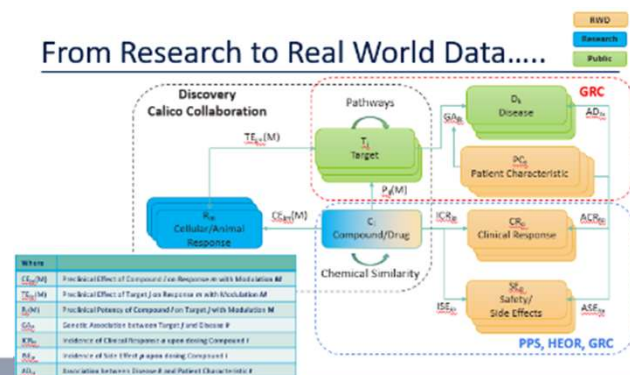 RWD
Research
Public
From Research to Real World Data.....
Discovery
Calico Collaboration
Pathways
GRC
Disease
Target
Patient Characteristic
Cellular/Animal
Response
Compound/Drug
Clinical Response
Chemical Similarity
Safety/
Side Effects
PPS, HEOR, GRC
Where
Preclinical Effect of Compound I on Response m with Modulation M
Preclinical Effect of Target J on Response m with Modulation M
Preclinical Potency of Compound I on Target J with Modulation M
Genetic Association between Target J and Disease
Incidence of Clinical Response upon dosing Compound I
Incidence of Side Effect p upon dosing Compound I
Association between Disease and Patient Characteristic